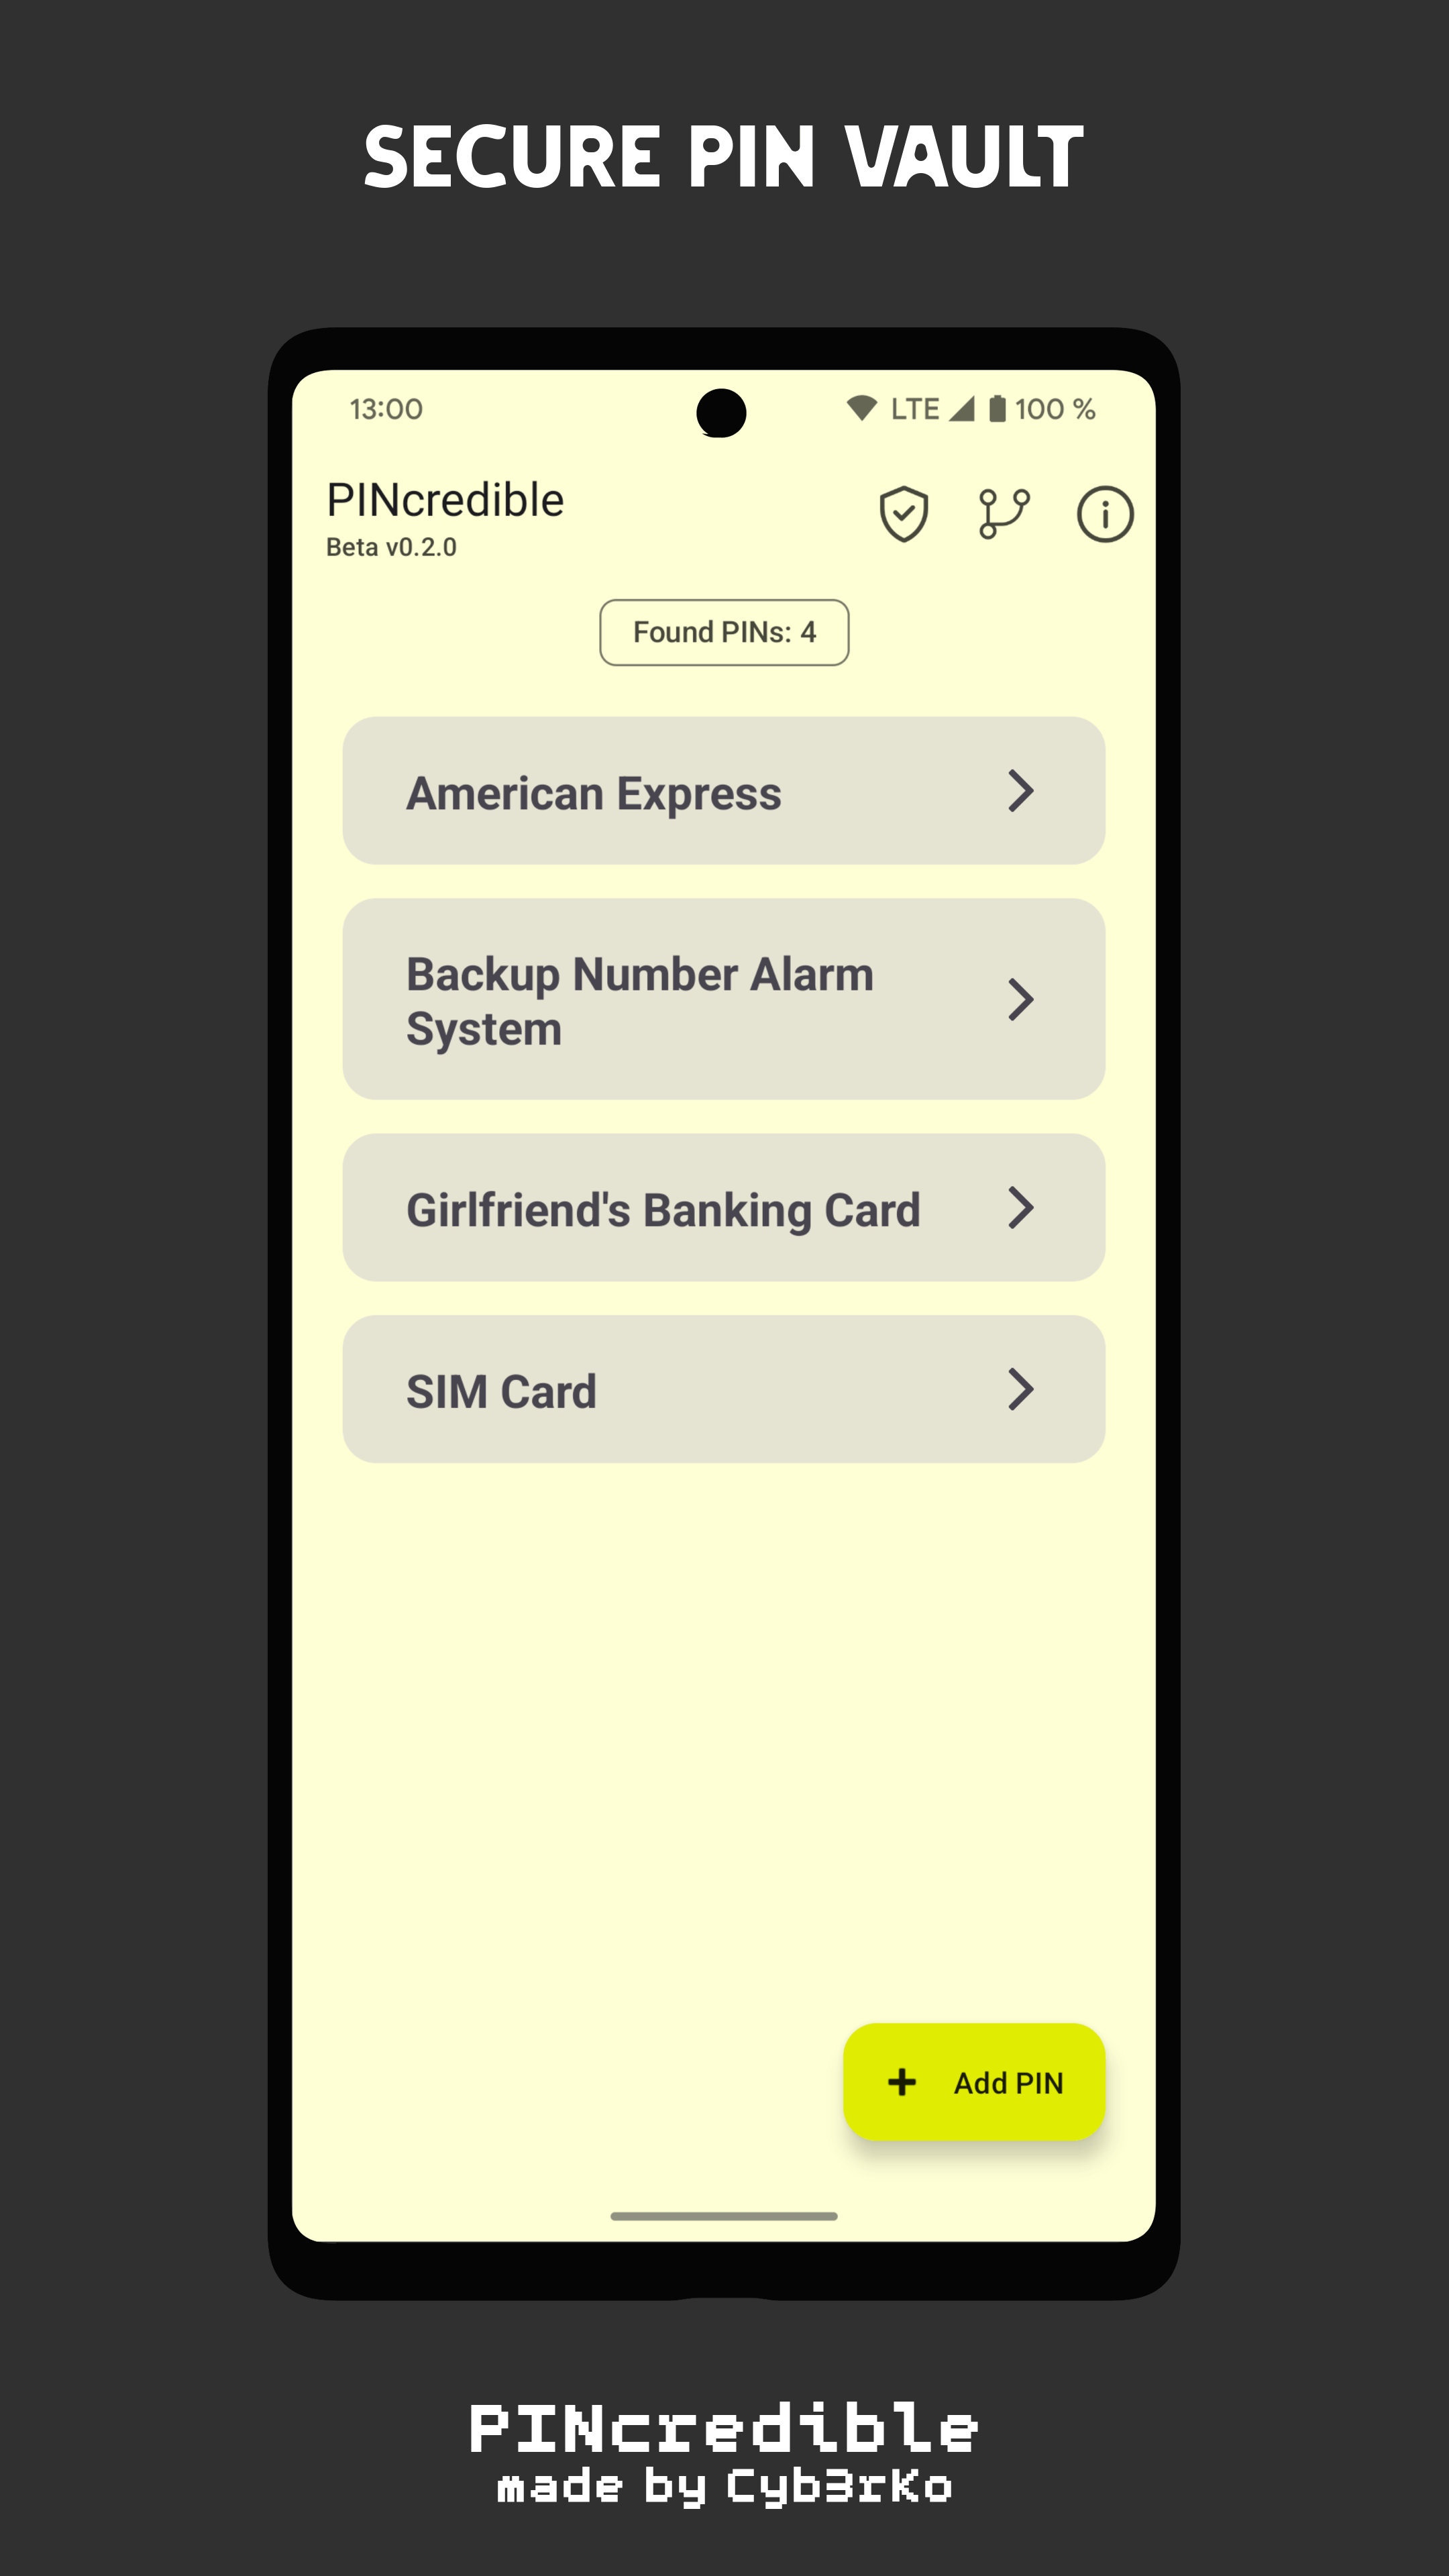 SECURE PIN VAULT
13:00 LTE 100 %
PINcredible
Beta v0.2.0
Found PINs: 4
American Express
Backup Number Alarm
System
Girlfriend's Banking Card
SIM Card
Add PIN
PINcredible
made by Cyb3rKo